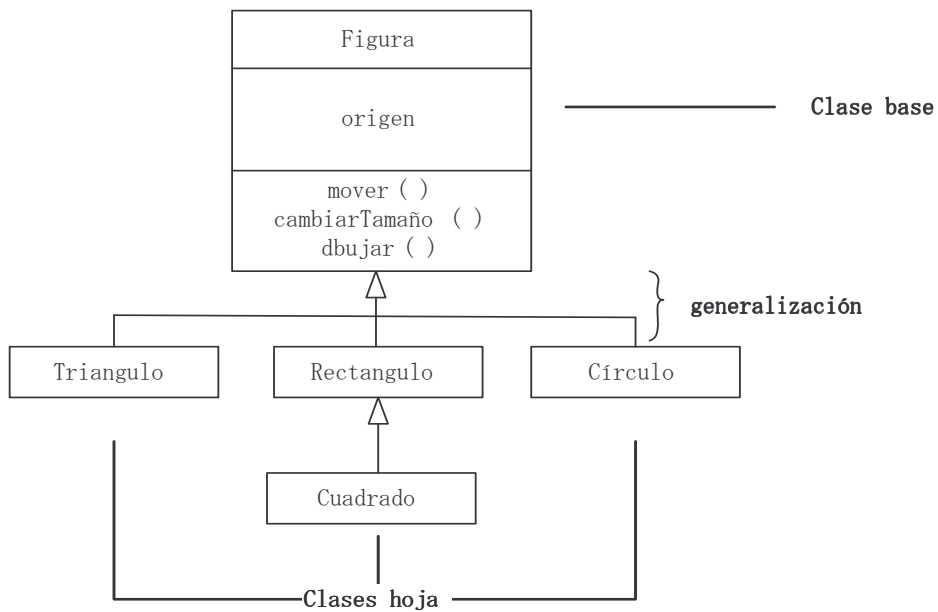 Figura
origen
Clase base
mover ( )
cambiarTamaño ( )
dbujar ( )
generalización
Triangulo
Rectangulo
Círculo
Cuadrado
Clases hoja